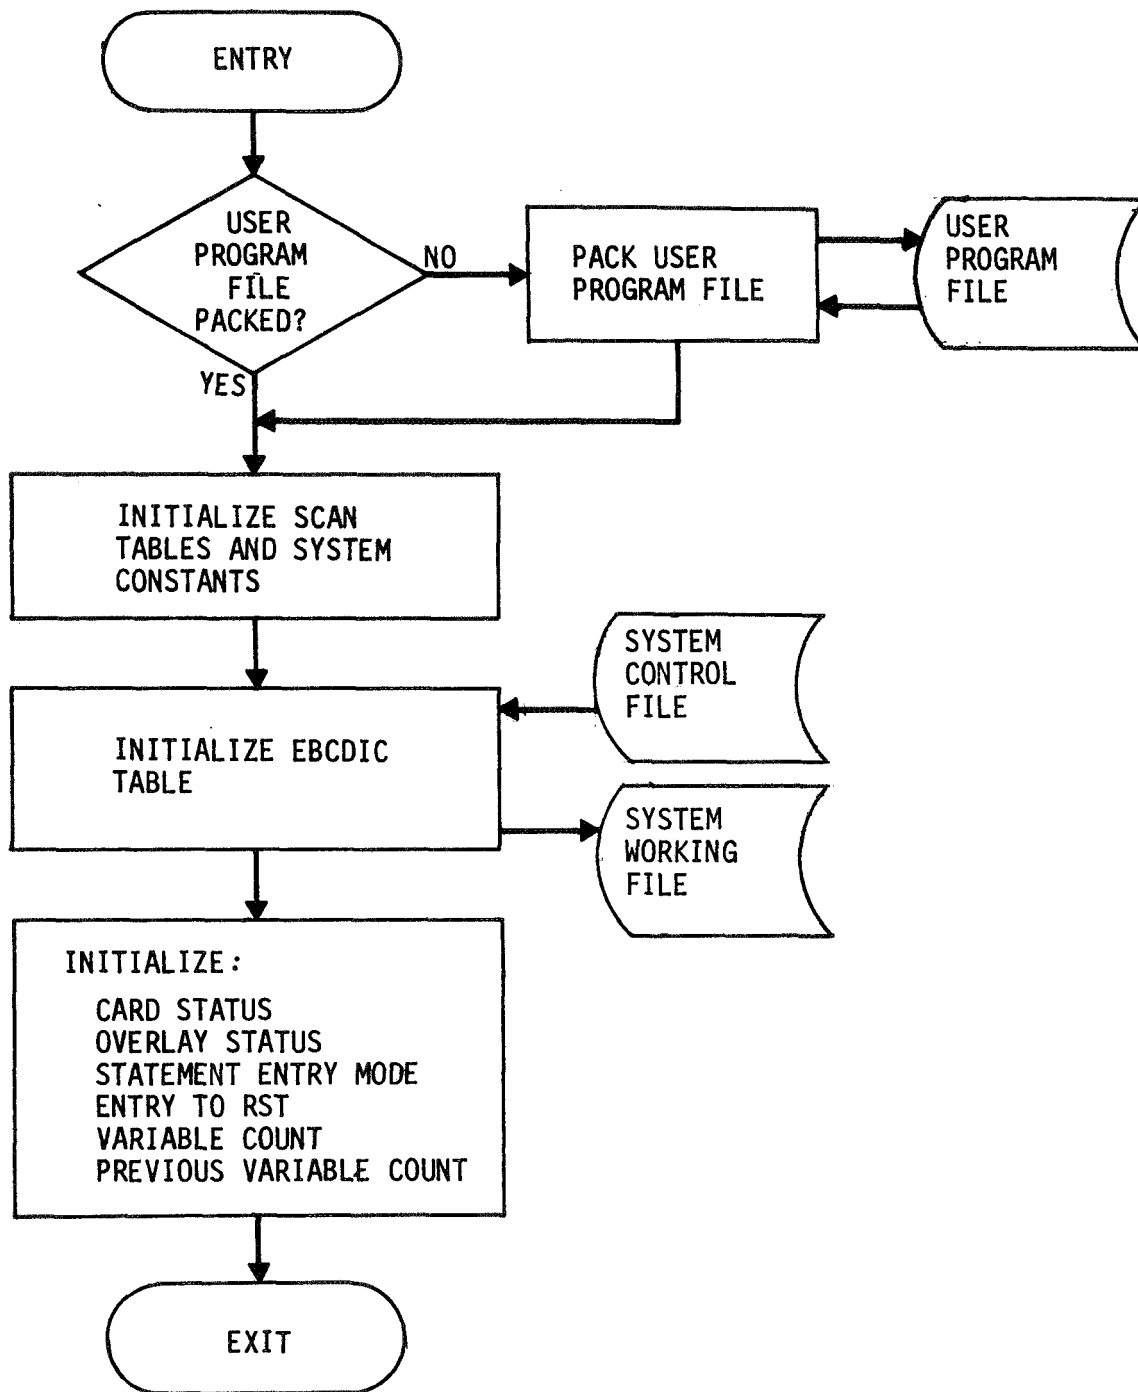 ENTRY
USER
PROGRAM
FILE
PACKED?
NO
PACK USER
PROGRAM FILE
USER
PROGRAM
FILE
YES
INITIALIZE SCAN
TABLES AND SYSTEM
CONSTANTS
SYSTEM
CONTROL
FILE
INITIALIZE EBCDIC
TABLE
SYSTEM
WORKING
FILE
INITIALIZE:
CARD STATUS
OVERLAY STATUS
STATEMENT ENTRY MODE
ENTRY TO RST
VARIABLE COUNT
PREVIOUS VARIABLE COUNT
EXIT